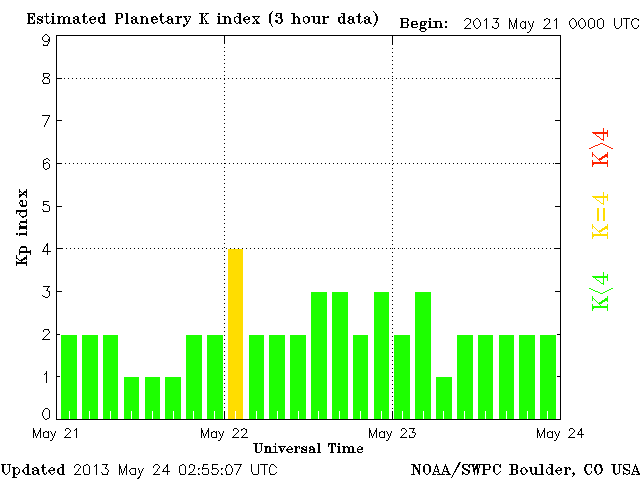 Estimated Planetary K index (3 hour data)
Begin: 2013 May 21 0000 UTC
9
8
7
6
5
4
3
2
1
0
Kp index
K>4
K=4
K<4
May 21
May 22
May 23
May 24
Universal Time
Updated 2013 May 24 02:55:07 UTC
NOAA/SWPC Boulder, CO USA